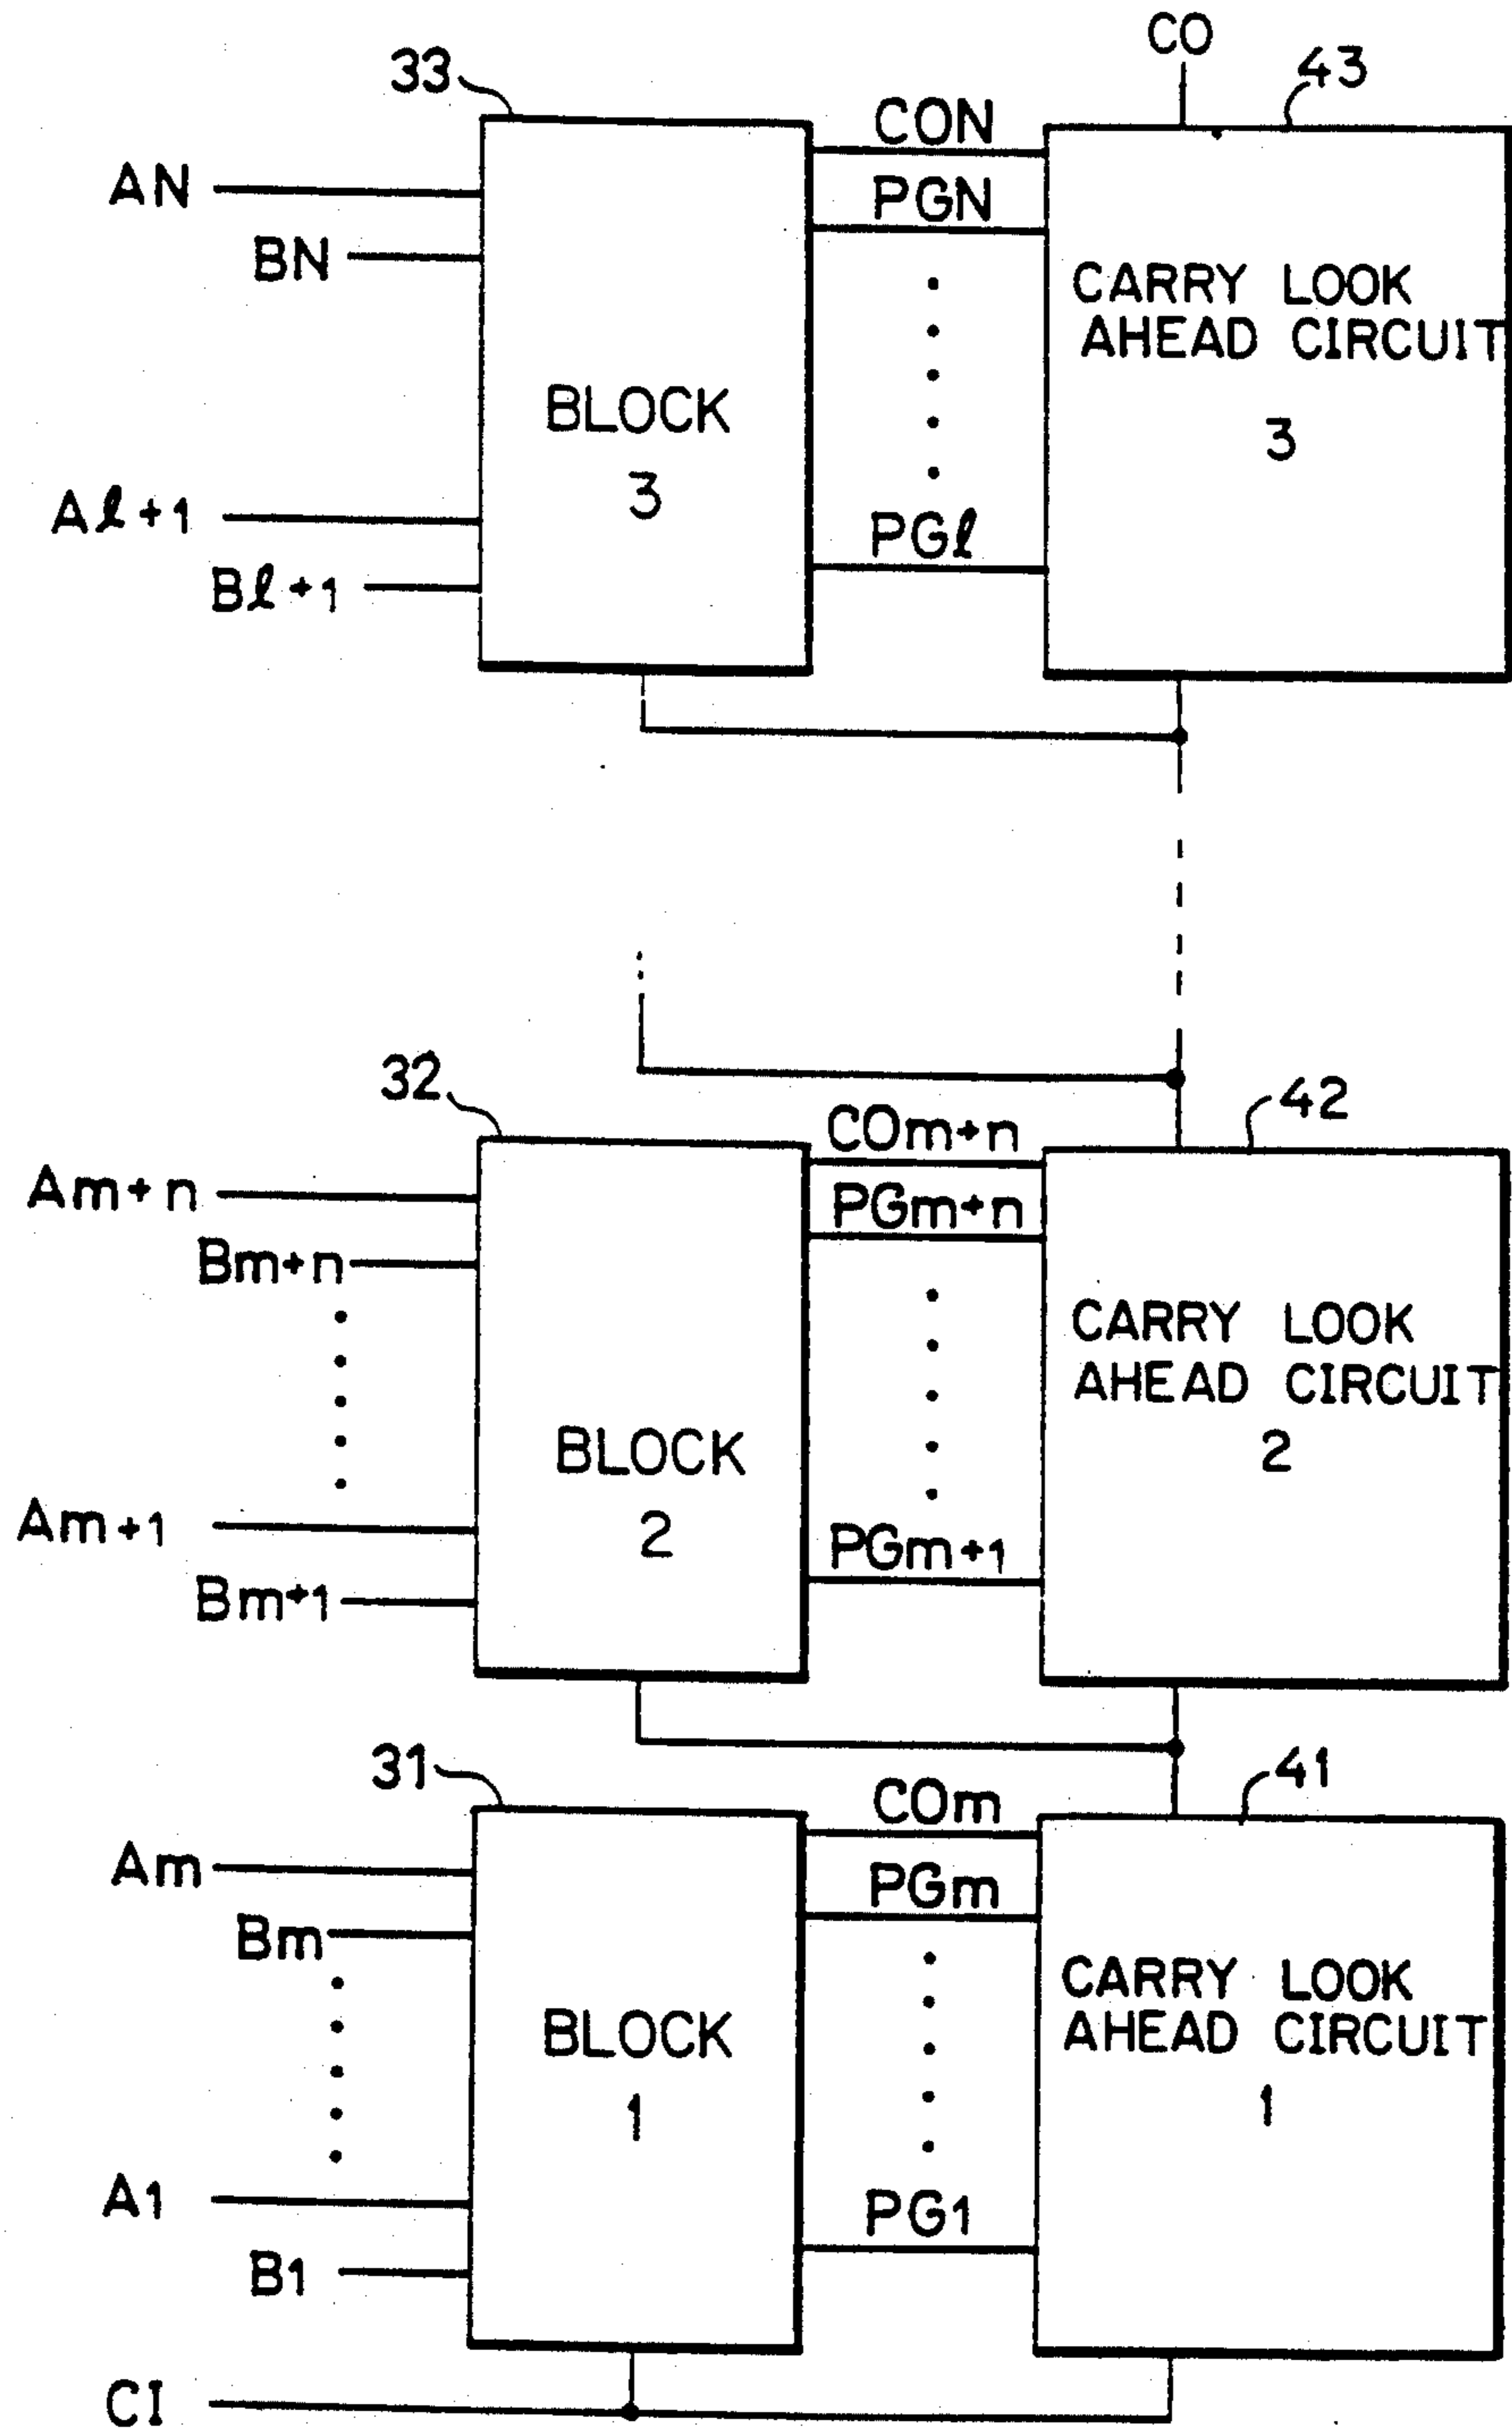 CO
33
43
CON
AN
PGN
BN
CARRY LOOK
AHEAD CIRCUIT
3
BLOCK
3
Aℓ+1
PGℓ
Bℓ+1
32
42
COm+n
Am+n
PGm+n
Bm+n
CARRY LOOK
AHEAD CIRCUIT
2
BLOCK
2
Am+1
PGm+1
Bm+1
31
41
COm
Am
PGm
Bm
CARRY LOOK
AHEAD CIRCUIT
1
BLOCK
1
A1
PG1
B1
CI